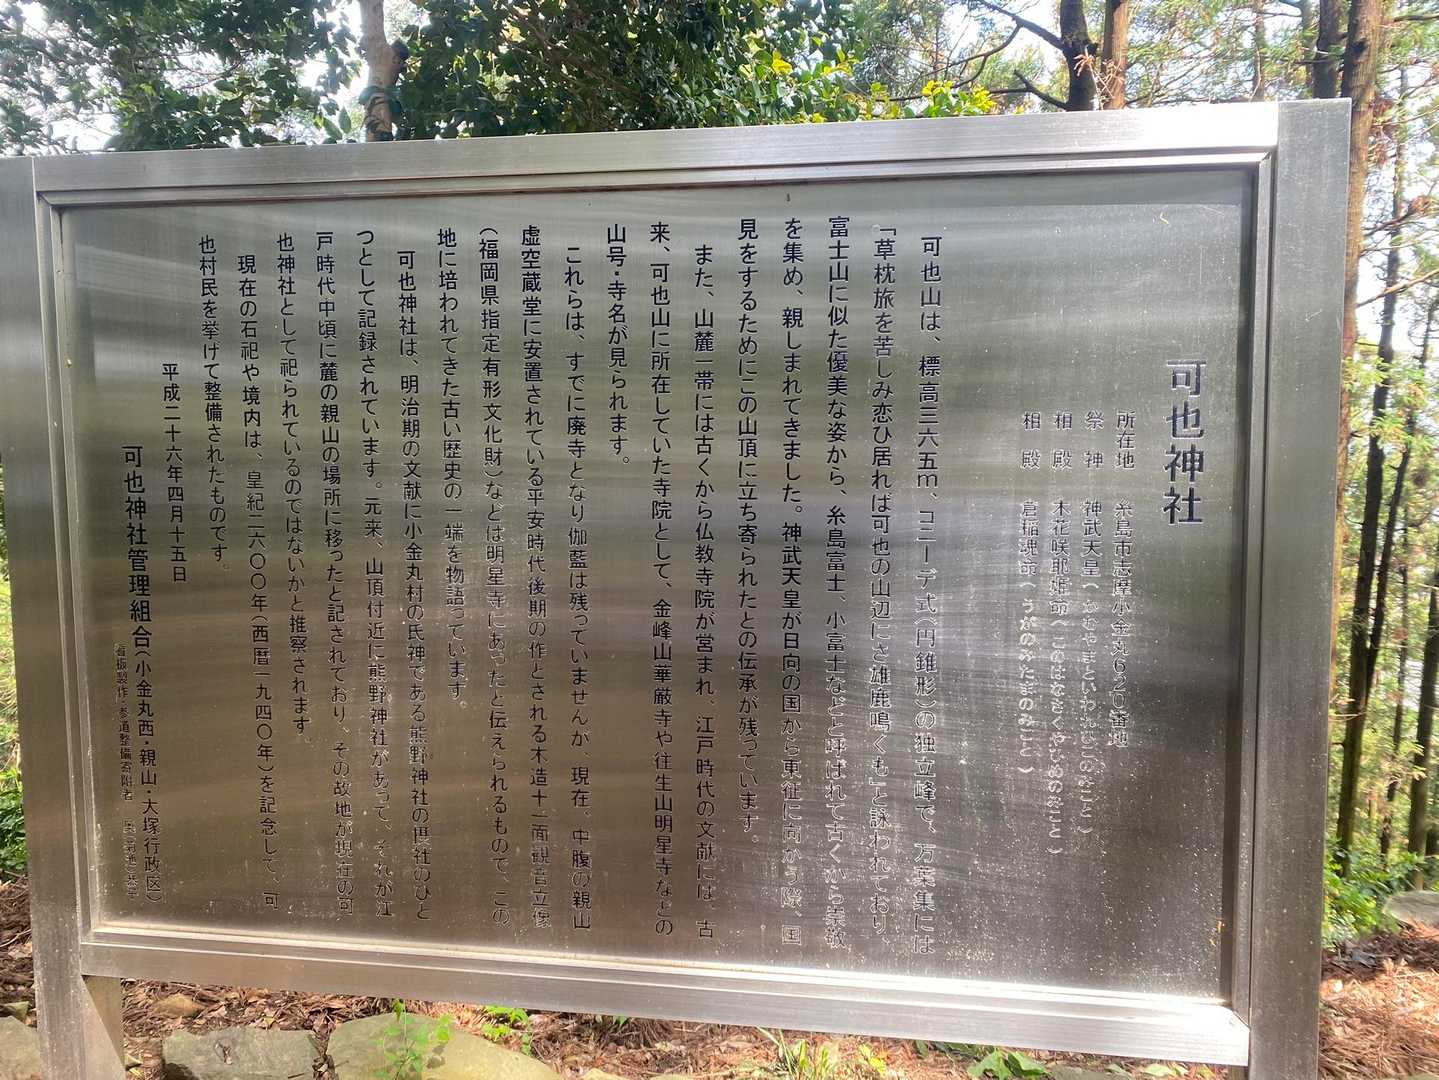 可也神社
所在地　糸島市志摩小金丸620番地
祭　神　神武天皇(かむやまといわれひこのみこと)
相　殿　木花咲耶姫命(このはなさくやひめのみこと)
相　殿　倉稲魂命(うがのみたまのみこと)
可也山は、標高三六五m、コニーデ式(円錐形)の独立峰で、万葉集には
「草枕旅を苦しみ恋ひ居れば可也の山辺にさ雄鹿鳴くも」と詠われており、
富士山に似た優美な姿から、糸島富士、小富士などと呼ばれて古くから崇敬
を集め、親しまれてきました。神武天皇が日向の国から東征に向かう際、国
見をするためにこの山頂に立ち寄られたとの伝承が残っています。
また、山麓一帯には古くから仏教寺院が営まれ、江戸時代の文献には、古
来、可也山に所在していた寺院として、金峰山華厳寺や往生山明星寺などの
山号・寺名が見られます。
これらは、すでに廃寺となり伽藍は残っていませんが、現在、中腹の親山
虚空蔵堂に安置されている平安時代後期の作とされる木造十一面観音立像
(福岡県指定有形文化財)などは明星寺にあったと伝えられるもので、この
地に培われてきた古い歴史の一端を物語っています。
可也神社は、明治期の文献に小金丸村の氏神である熊野神社の摂社のひと
つとして記録されています。元来、山頂付近に熊野神社があって、それが江
戸時代中頃に麓の親山の場所に移ったと記されており、その故地が現在の可
也神社として祀られているのではないかと推察されます。
現在の石祀や境内は、皇紀二六〇〇年(西暦一九四〇年)を記念して、可
也村民を挙げて整備されたものです。
平成二十六年四月十五日
可也神社管理組合(小金丸西・親山・大塚行政区)
看板製作・参道整備寄附者